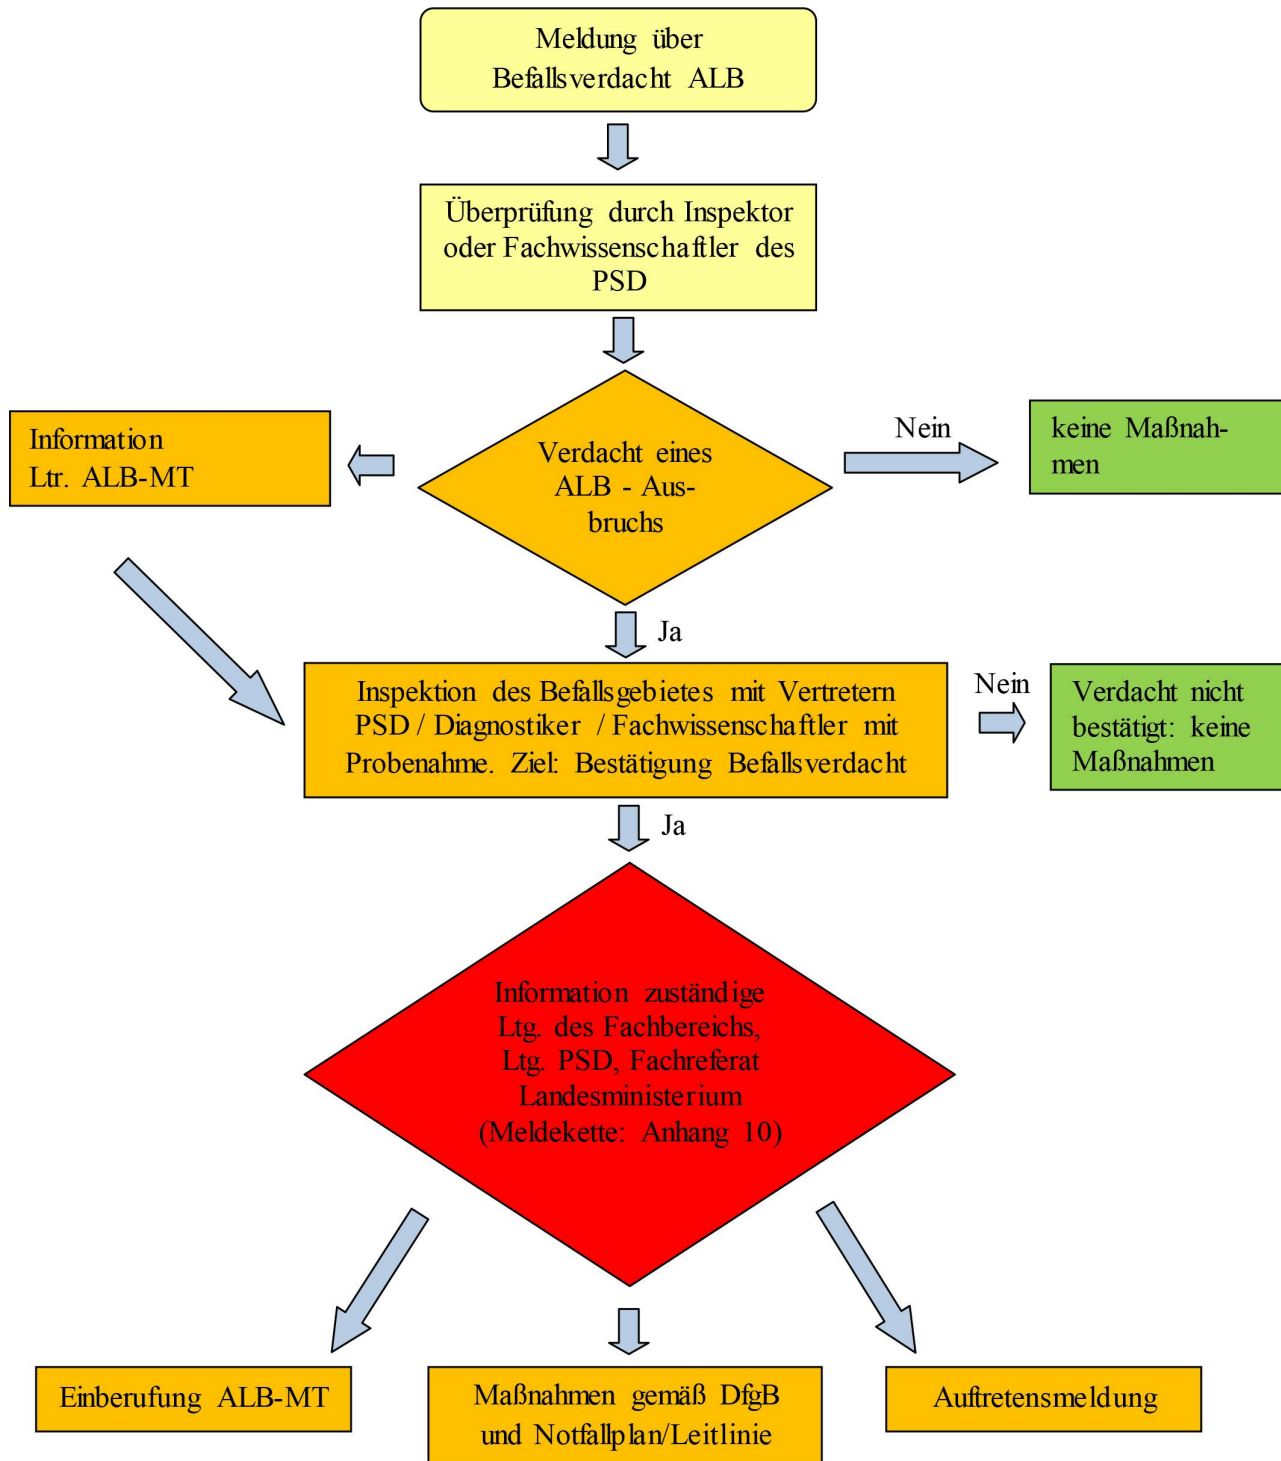 Meldung über
Befallsverdacht ALB
Überprüfung durch Inspektor
oder Fachwissenschaftler des
PSD
Information
Ltr. ALB-MT
Verdacht eines
ALB - Aus-
bruchs
Nein
keine Maßnah-
men
Ja
Inspektion des Befallsgebietes mit Vertretern
PSD / Diagnostiker / Fachwissenschaftler mit
Probenahme. Ziel: Bestätigung Befallsverdacht
Nein
Verdacht nicht
bestätigt: keine
Maßnahmen
Ja
Information zuständige
Ltg. des Fachbereichs,
Ltg. PSD, Fachreferat
Landesministerium
(Meldekette: Anhang 10)
Einberufung ALB-MT
Maßnahmen gemäß DfgB
und Notfallplan/Leitlinie
Auftretensmeldung